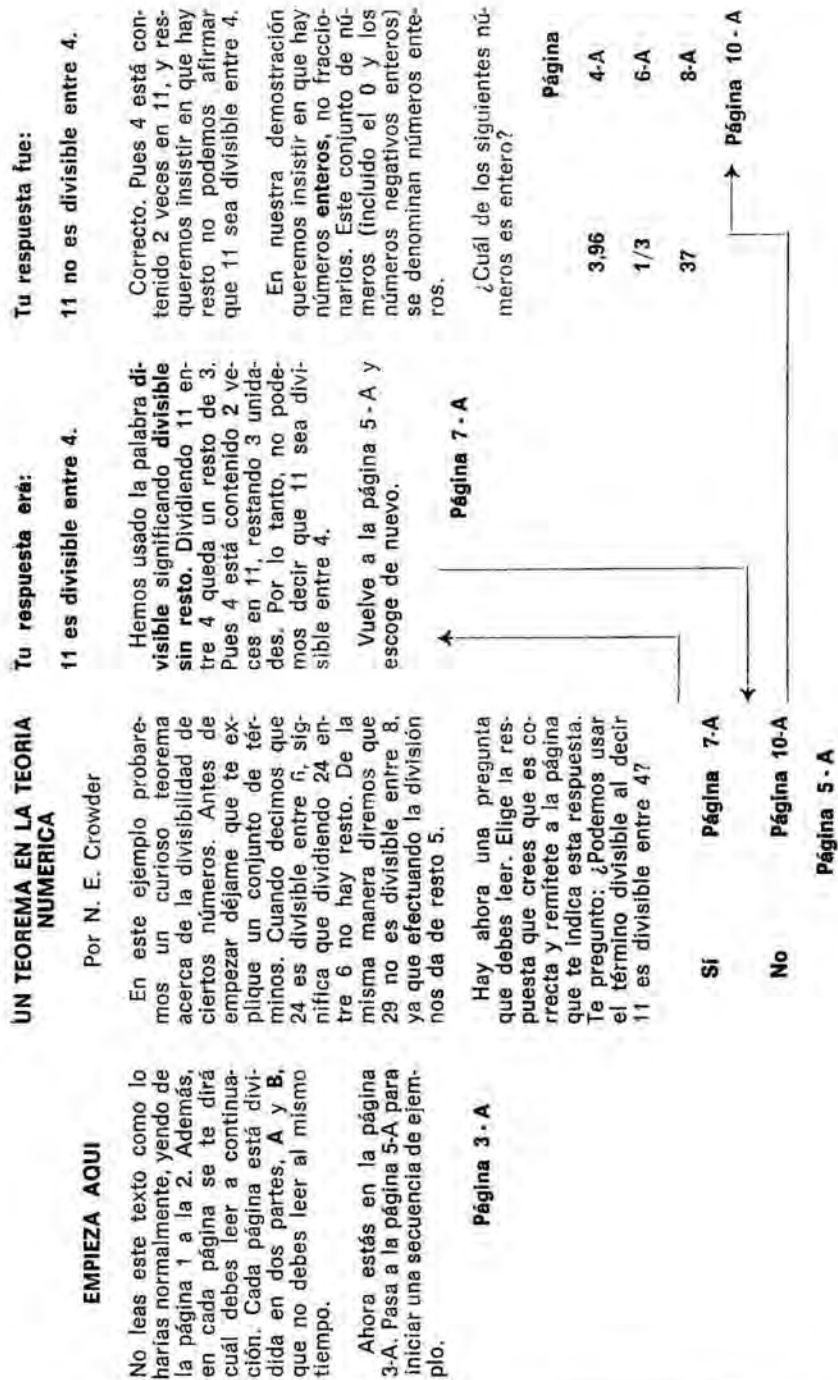 EMPIEZA AQUI
No leas este texto como lo
harías normalmente, yendo de
la página 1 a la 2. Además,
en cada página se te dirá
cuál debes leer a continua-
ción. Cada página está divi-
dida en dos partes, A y B,
que no debes leer al mismo
tiempo.
Ahora estás en la página
3-A. Pasa a la página 5-A para
iniciar una secuencia de ejem-
plo.
Página 3 - A
UN TEOREMA EN LA TEORIA
NUMERICA
Por N. E. Crowder
En este ejemplo probare-
mos un curioso teorema
acerca de la divisibilidad de
ciertos números. Antes de
empezar déjame que te ex-
plique un conjunto de tér-
minos. Cuando decimos que
24 es divisible entre 6, sig-
nifica que dividiendo 24 en-
tre 6 no hay resto. De la
misma manera diremos que
29 no es divisible entre 8,
ya que efectuando la división
nos da de resto 5.
Hay ahora una pregunta
que debes leer. Elige la res-
puesta que crees que es co-
rrecta y remítete a la página
que te indica esta respuesta.
Te pregunto: ¿Podemos usar
el término divisible al decir
11 es divisible entre 4?
Sí Página 7-A
No Página 10-A
Página 5 - A
Tu respuesta erá:
11 es divisible entre 4.
Hemos usado la palabra di-
visible significando divisible
sin resto. Dividiendo 11 en-
tre 4 queda un resto de 3.
Pues 4 está contenido 2 ve-
ces en 11, restando 3 unida-
des. Por lo tanto, no pode-
mos decir que 11 sea divi-
sible entre 4.
Vuelve a la página 5 - A y
escoge de nuevo.
Página 7 - A
Tu respuesta fue:
11 no es divisible entre 4.
Correcto. Pues 4 está con-
tenido 2 veces en 11, y res-
queremos insistir en que hay
resto no podemos afirmar
que 11 sea divisible entre 4.
En nuestra demostración
queremos insistir en que hay
números enteros, no fraccio-
narios. Este conjunto de nú-
meros (incluido el 0 y los
números negativos enteros)
se denominan números ente-
ros.
¿Cuál de los siguientes nú-
meros es entero?
Página
3,96 4-A
1/3 6-A
37 8-A
Página 10 - A